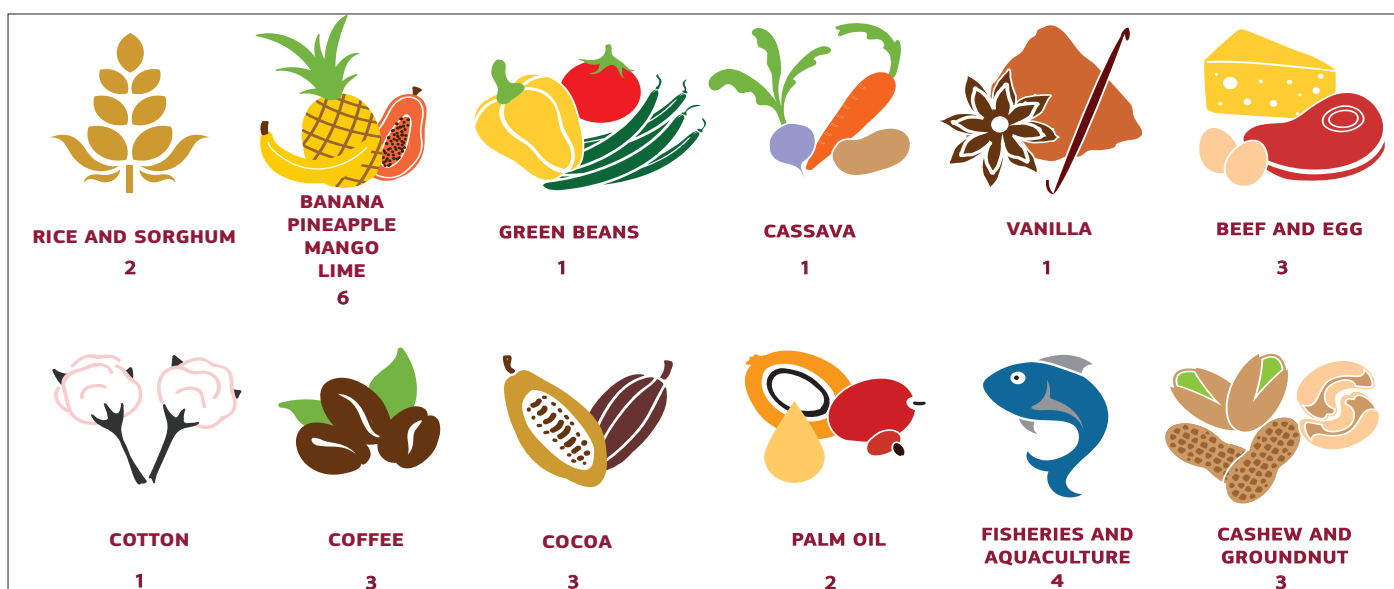 RICE AND SORGHUM
2
BANANA
PINEAPPLE
MANGO
LIME
6
GREEN BEANS
1
CASSAVA
1
VANILLA
1
BEEF AND EGG
3
COTTON
1
COFFEE
3
COCOA
3
PALM OIL
2
FISHERIES AND
AQUACULTURE
4
CASHEW AND
GROUNDNUT
3